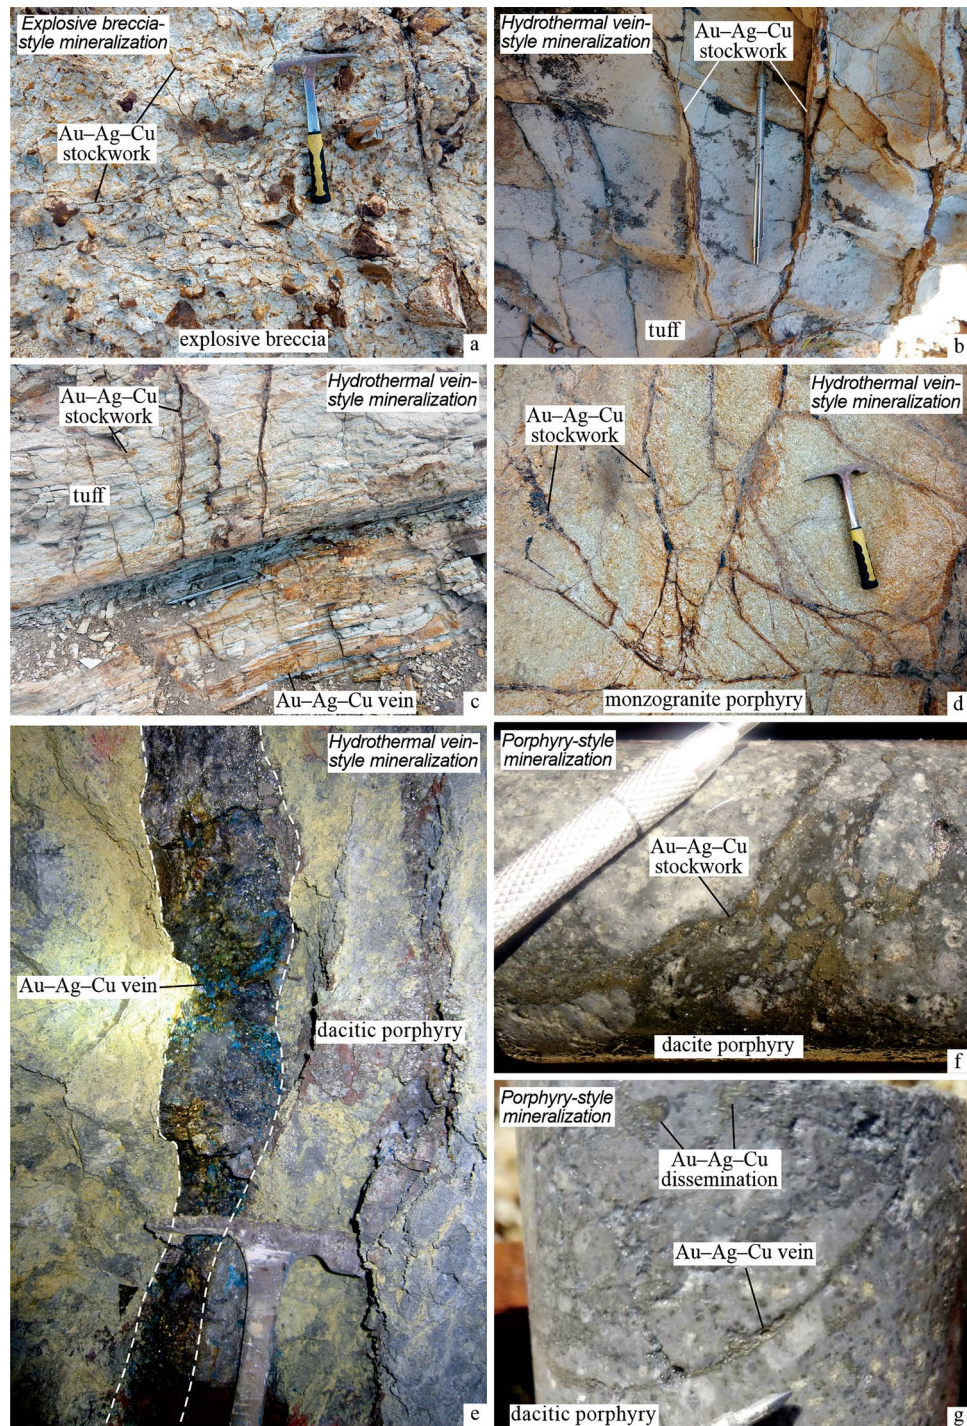 Explosive breccia-
style mineralization
Au–Ag–Cu
stockwork
explosive breccia
a
Hydrothermal vein-
style mineralization
Au–Ag–Cu
stockwork
tuff
b
Hydrothermal vein-
style mineralization
Au–Ag–Cu
stockwork
tuff
Au–Ag–Cu vein
c
Hydrothermal vein-
style mineralization
Au–Ag–Cu
stockwork
monzogranite porphyry
d
Hydrothermal vein-
style mineralization
Au–Ag–Cu vein
dacitic porphyry
e
Porphyry-style
mineralization
Au–Ag–Cu
stockwork
dacite porphyry
f
Porphyry-style
mineralization
Au–Ag–Cu
dissemination
Au–Ag–Cu vein
dacitic porphyry
g